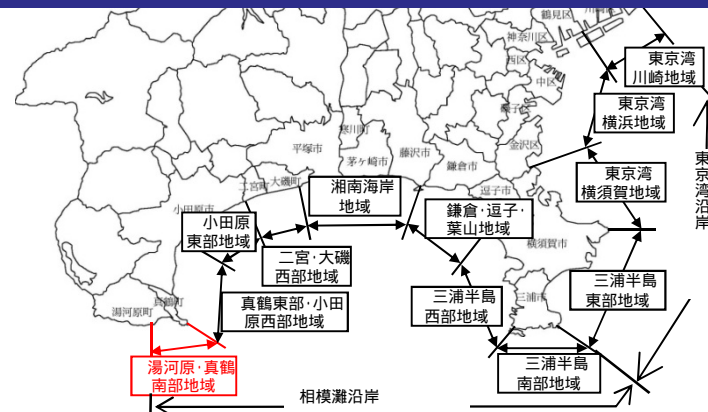 川崎区
鶴見区
神奈川区
西区
東京湾
川崎地域
中区
磯子区
東京湾
横浜地域
寒川町
平塚市
茅ヶ崎市
藤沢市
鎌倉市
金沢区
東京湾沿岸
二宮町
大磯町
湘南海岸
地域
逗子市
東京湾
横須賀地域
小田原市
小田原
東部地域
鎌倉・逗子・
葉山地域
横須賀市
二宮・大磯
西部地域
真鶴町
湯河原町
真鶴東部・小田
原西部地域
三浦半島
西部地域
三浦市
三浦半島
東部地域
湯河原・真鶴
南部地域
三浦半島
南部地域
相模灘沿岸